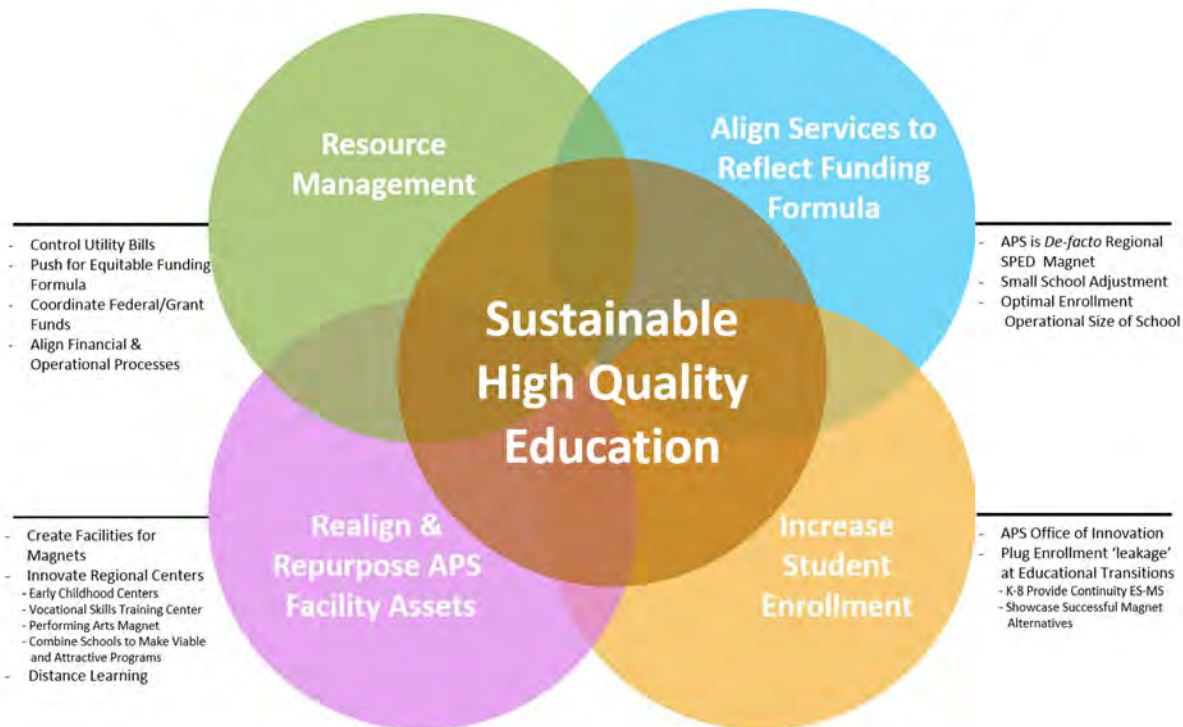 Resource
Management
Align Services to
Reflect Funding
Formula
- Control Utility Bills
- Push for Equitable Funding
Formula
- Coordinate Federal/Grant
Funds
- Align Financial &
Operational Processes
- APS is De-facto Regional
SPED Magnet
- Small School Adjustment
- Optimal Enrollment
Operational Size of School
Sustainable
High Quality
Education
Realign &
Repurpose APS
Facility Assets
Increase
Student
Enrollment
- Create Facilities for
Magnets
- Innovate Regional Centers
- Early Childhood Centers
- Vocational Skills Training Center
- Performing Arts Magnet
- Combine Schools to Make Viable
and Attractive Programs
- Distance Learning
- APS Office of Innovation
- Plug Enrollment ‘leakage’
at Educational Transitions
- K-8 Provide Continuity ES-MS
- Showcase Successful Magnet
Alternatives